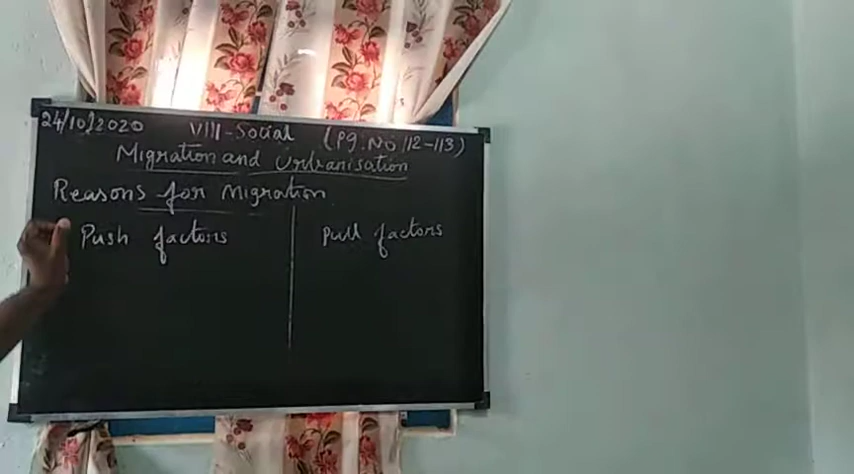 24/10/2020 VIII-Social (Pg.No 112-113)
Migration and Urbanisation
Reasons for Migration
Push factors Pull factors